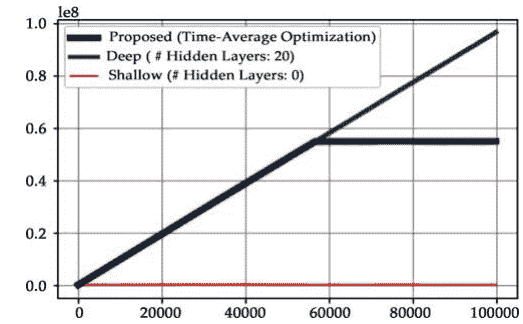 1e8
1.0
Proposed (Time-Average Optimization)
Deep ( # Hidden Layers: 20)
Shallow (# Hidden Layers: 0)
0.8
0.6
0.4
0.2
0.0
0 20000 40000 60000 80000 100000